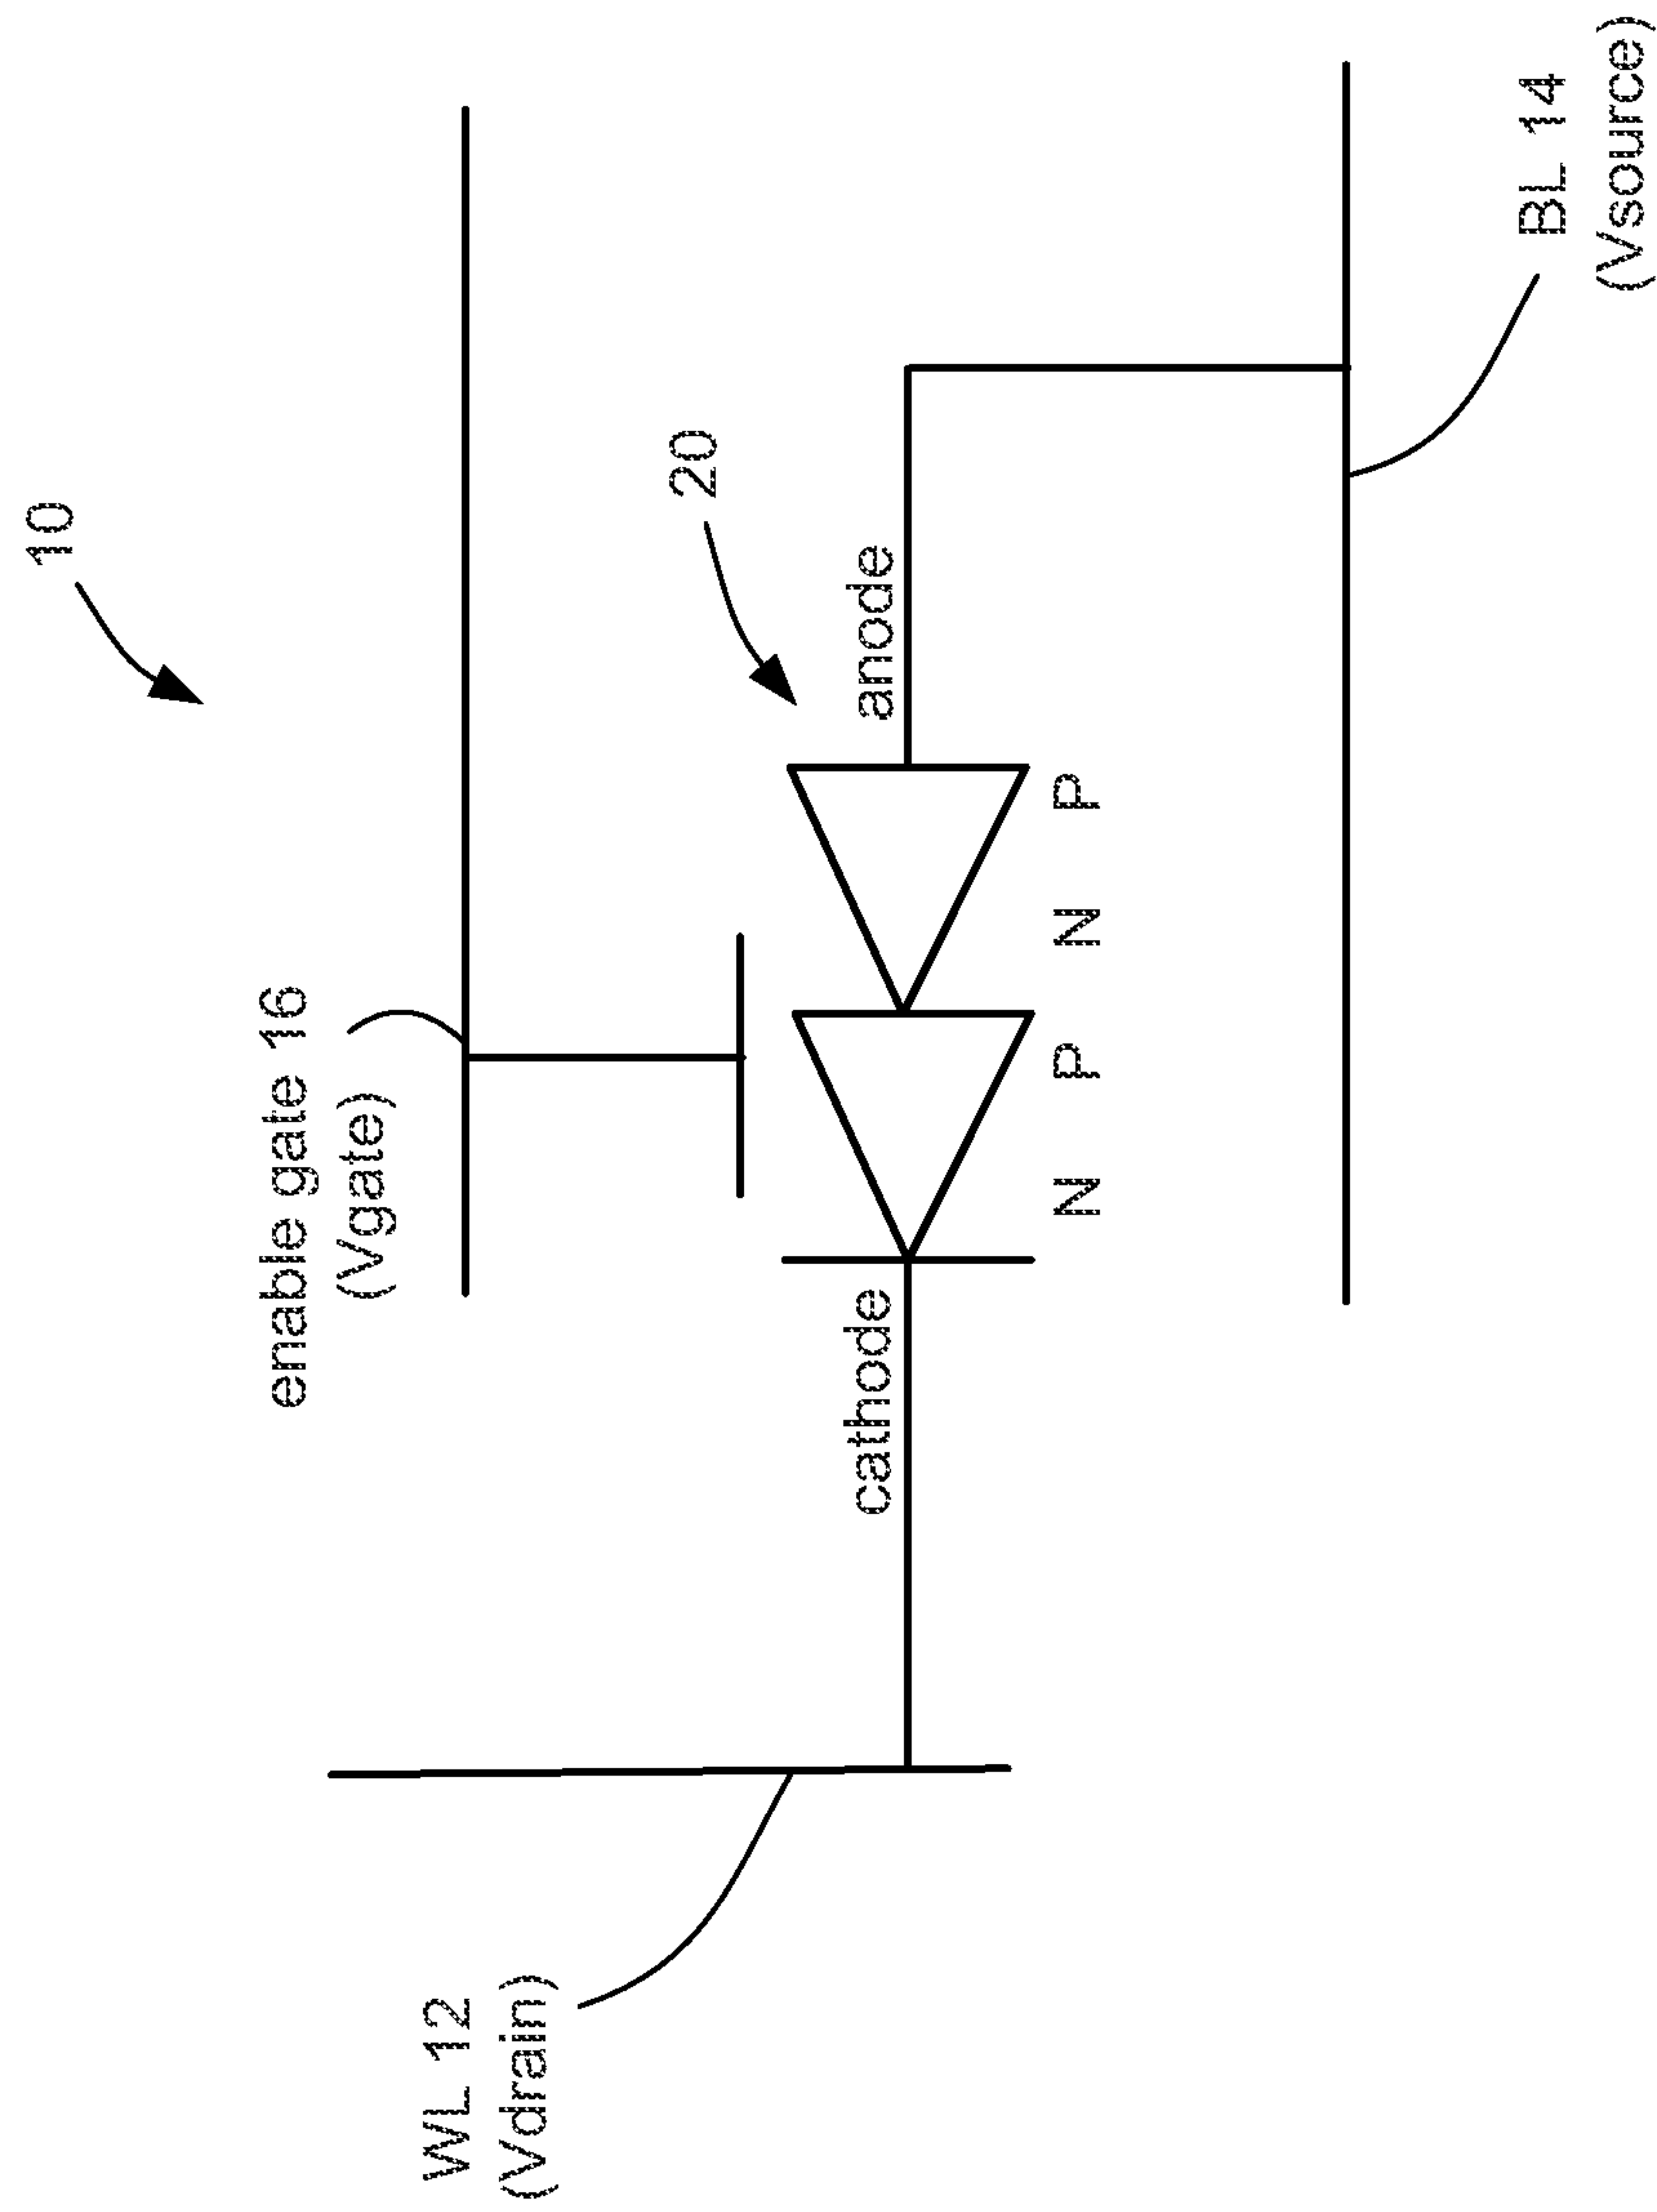 10
enable gate 16
(Vgate)
WL 12
(Vdrain)
20
cathode
anode
N P N P
BL 14
(Vsource)